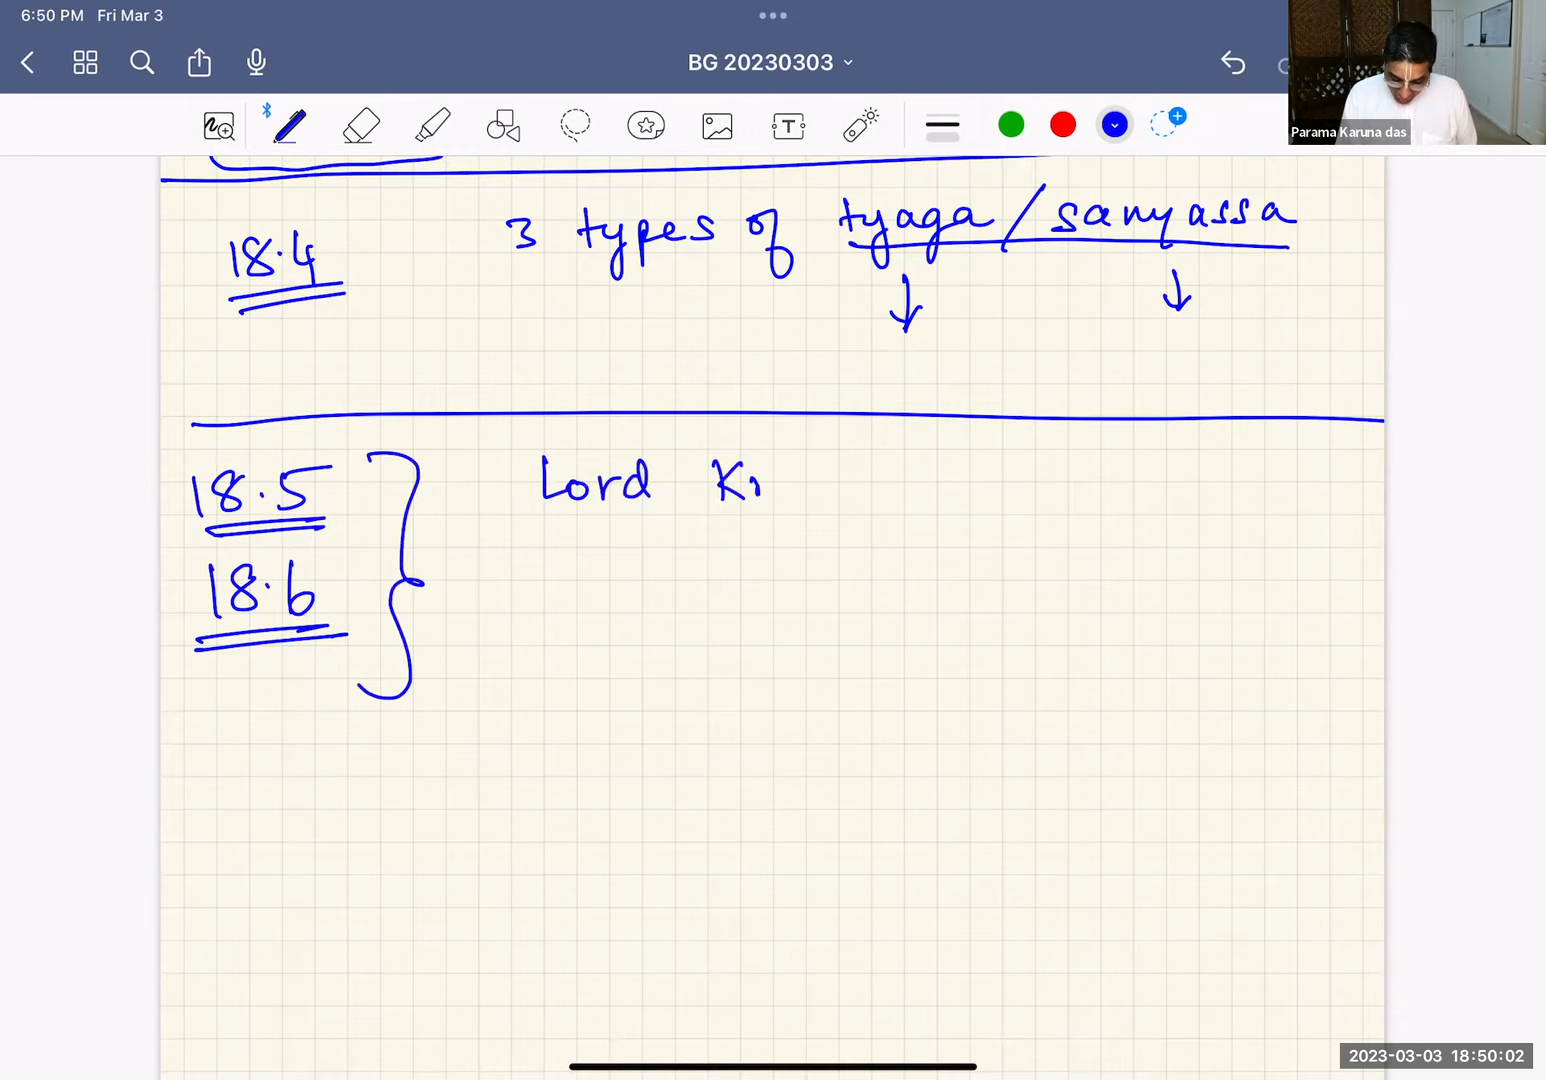 6:50 PM Fri Mar 3
BG 20230303
Parama Karuna das
18.4 3 types of tyaga / sanyassa
18.5 Lord Kr
18.6
2023-03-03 18:50:02